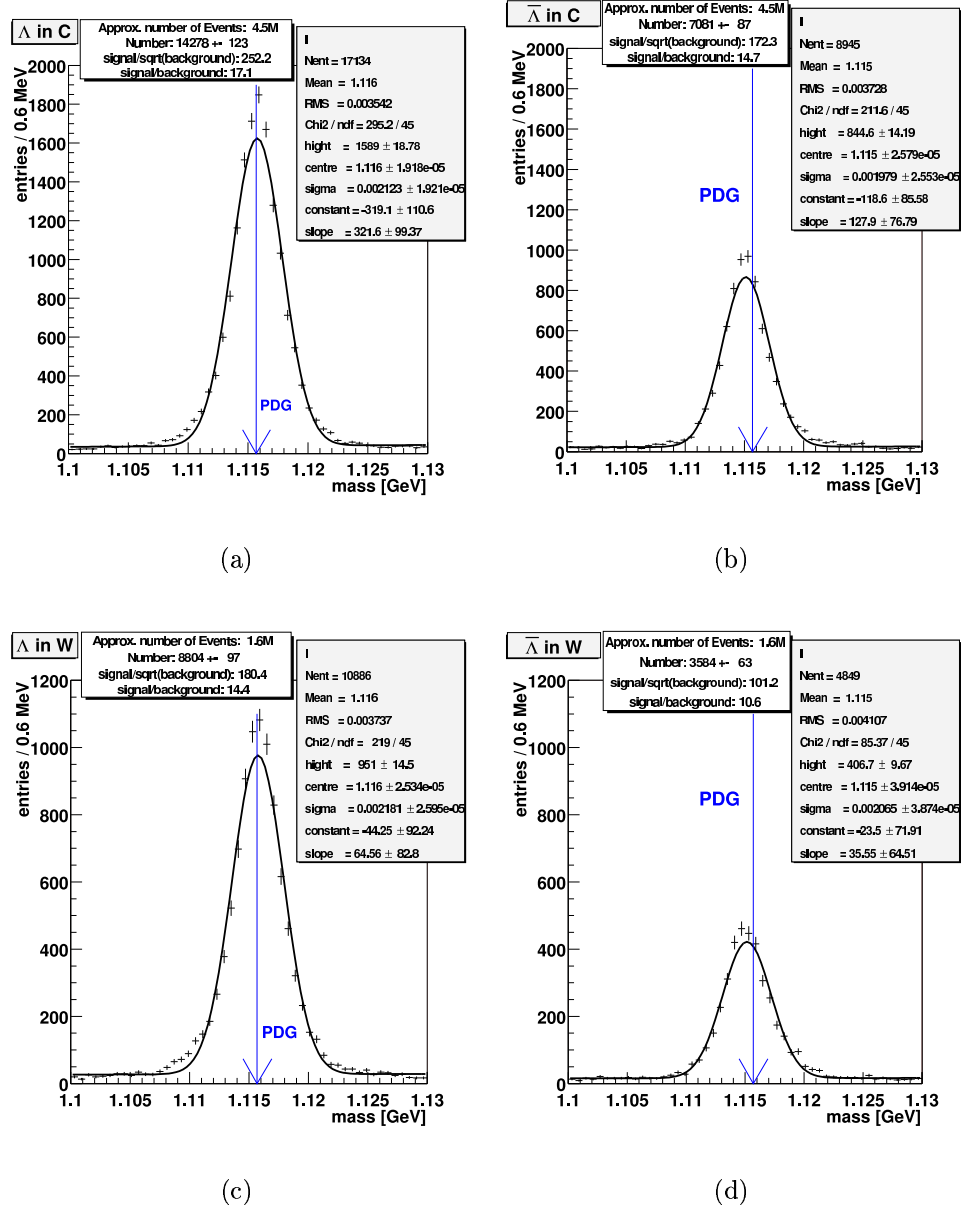 Λ in C
Approx. number of Events: 4.5M
Number: 14278 +- 123
signal/sqrt(background): 252.2
signal/background: 17.1
l
Nent = 17134
Mean = 1.116
RMS = 0.003542
Chi2 / ndf = 295.2 / 45
hight = 1589 ± 18.78
centre = 1.116 ± 1.918e-05
sigma = 0.002123 ± 1.921e-05
constant = -319.1 ± 110.6
slope = 321.6 ± 99.37
entries / 0.6 MeV
2000
1800
1600
1400
1200
1000
800
600
400
200
0
PDG
1.1 1.105 1.11 1.115 1.12 1.125 1.13
mass [GeV]
(a)
Λ̅ in C
Approx. number of Events: 4.5M
Number: 7081 +- 87
signal/sqrt(background): 172.3
signal/background: 14.7
l
Nent = 8945
Mean = 1.115
RMS = 0.003728
Chi2 / ndf = 211.6 / 45
hight = 844.6 ± 14.19
centre = 1.115 ± 2.579e-05
sigma = 0.001979 ± 2.553e-05
constant = -118.6 ± 85.58
slope = 127.9 ± 76.79
entries / 0.6 MeV
2000
1800
1600
1400
1200
1000
800
600
400
200
0
PDG
1.1 1.105 1.11 1.115 1.12 1.125 1.13
mass [GeV]
(b)
Λ in W
Approx. number of Events: 1.6M
Number: 8804 +- 97
signal/sqrt(background): 180.4
signal/background: 14.4
l
Nent = 10886
Mean = 1.116
RMS = 0.003737
Chi2 / ndf = 219 / 45
hight = 951 ± 14.5
centre = 1.116 ± 2.534e-05
sigma = 0.002181 ± 2.595e-05
constant = -44.25 ± 92.24
slope = 64.56 ± 82.8
entries / 0.6 MeV
1200
1000
800
600
400
200
0
PDG
1.1 1.105 1.11 1.115 1.12 1.125 1.13
mass [GeV]
(c)
Λ̅ in W
Approx. number of Events: 1.6M
Number: 3584 +- 63
signal/sqrt(background): 101.2
signal/background: 10.6
l
Nent = 4849
Mean = 1.115
RMS = 0.004107
Chi2 / ndf = 85.37 / 45
hight = 406.7 ± 9.67
centre = 1.115 ± 3.914e-05
sigma = 0.002065 ± 3.874e-05
constant = -23.5 ± 71.91
slope = 35.55 ± 64.51
entries / 0.6 MeV
1200
1000
800
600
400
200
0
PDG
1.1 1.105 1.11 1.115 1.12 1.125 1.13
mass [GeV]
(d)